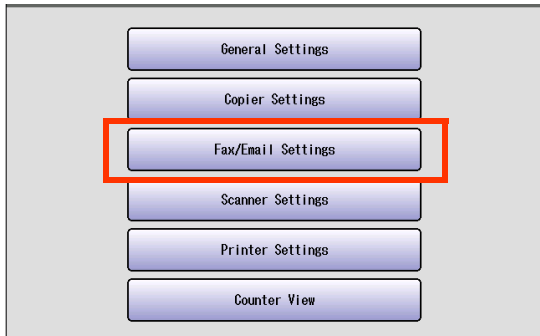 General Settings
Copier Settings
Fax/Email Settings
Scanner Settings
Printer Settings
Counter View